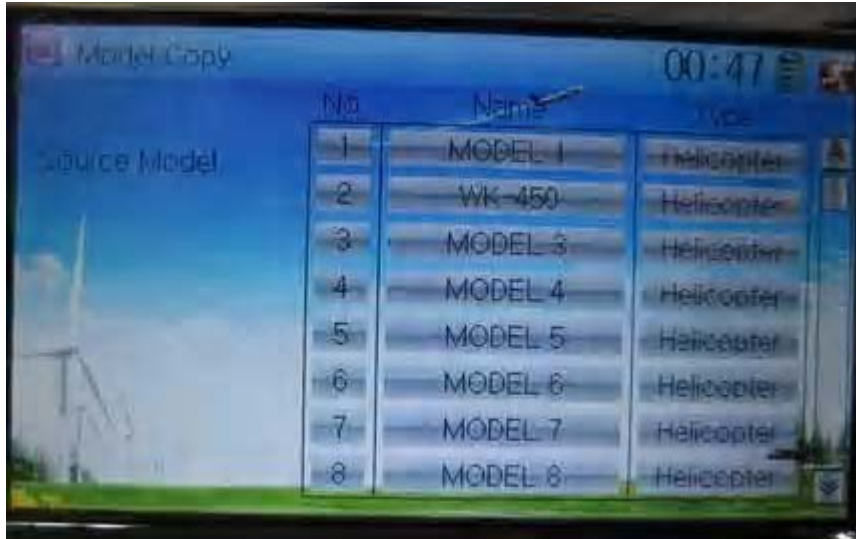 Model Copy 00:47
No. Name Type
Source Model
1 MODEL 1 Helicopter
2 WK-450 Helicopter
3 MODEL 3 Helicopter
4 MODEL 4 Helicopter
5 MODEL 5 Helicopter
6 MODEL 6 Helicopter
7 MODEL 7 Helicopter
8 MODEL 8 Helicopter